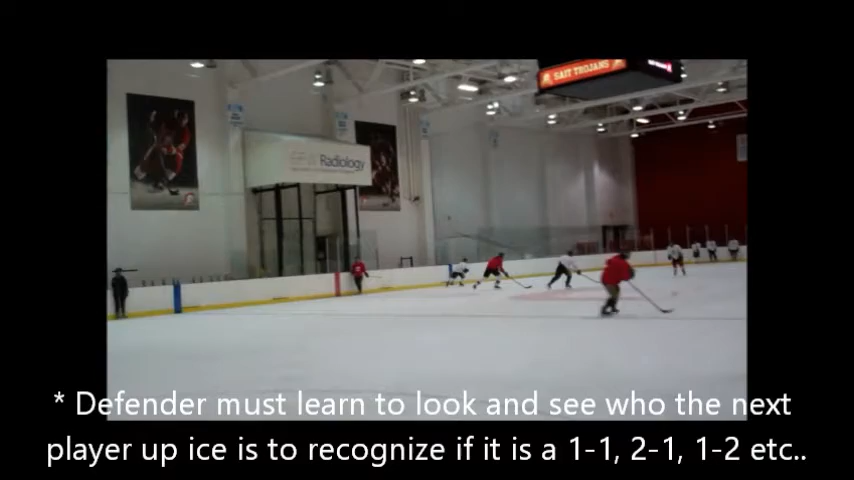 SAIT TROJANS
Radiology
* Defender must learn to look and see who the next
player up ice is to recognize if it is a 1-1, 2-1, 1-2 etc..